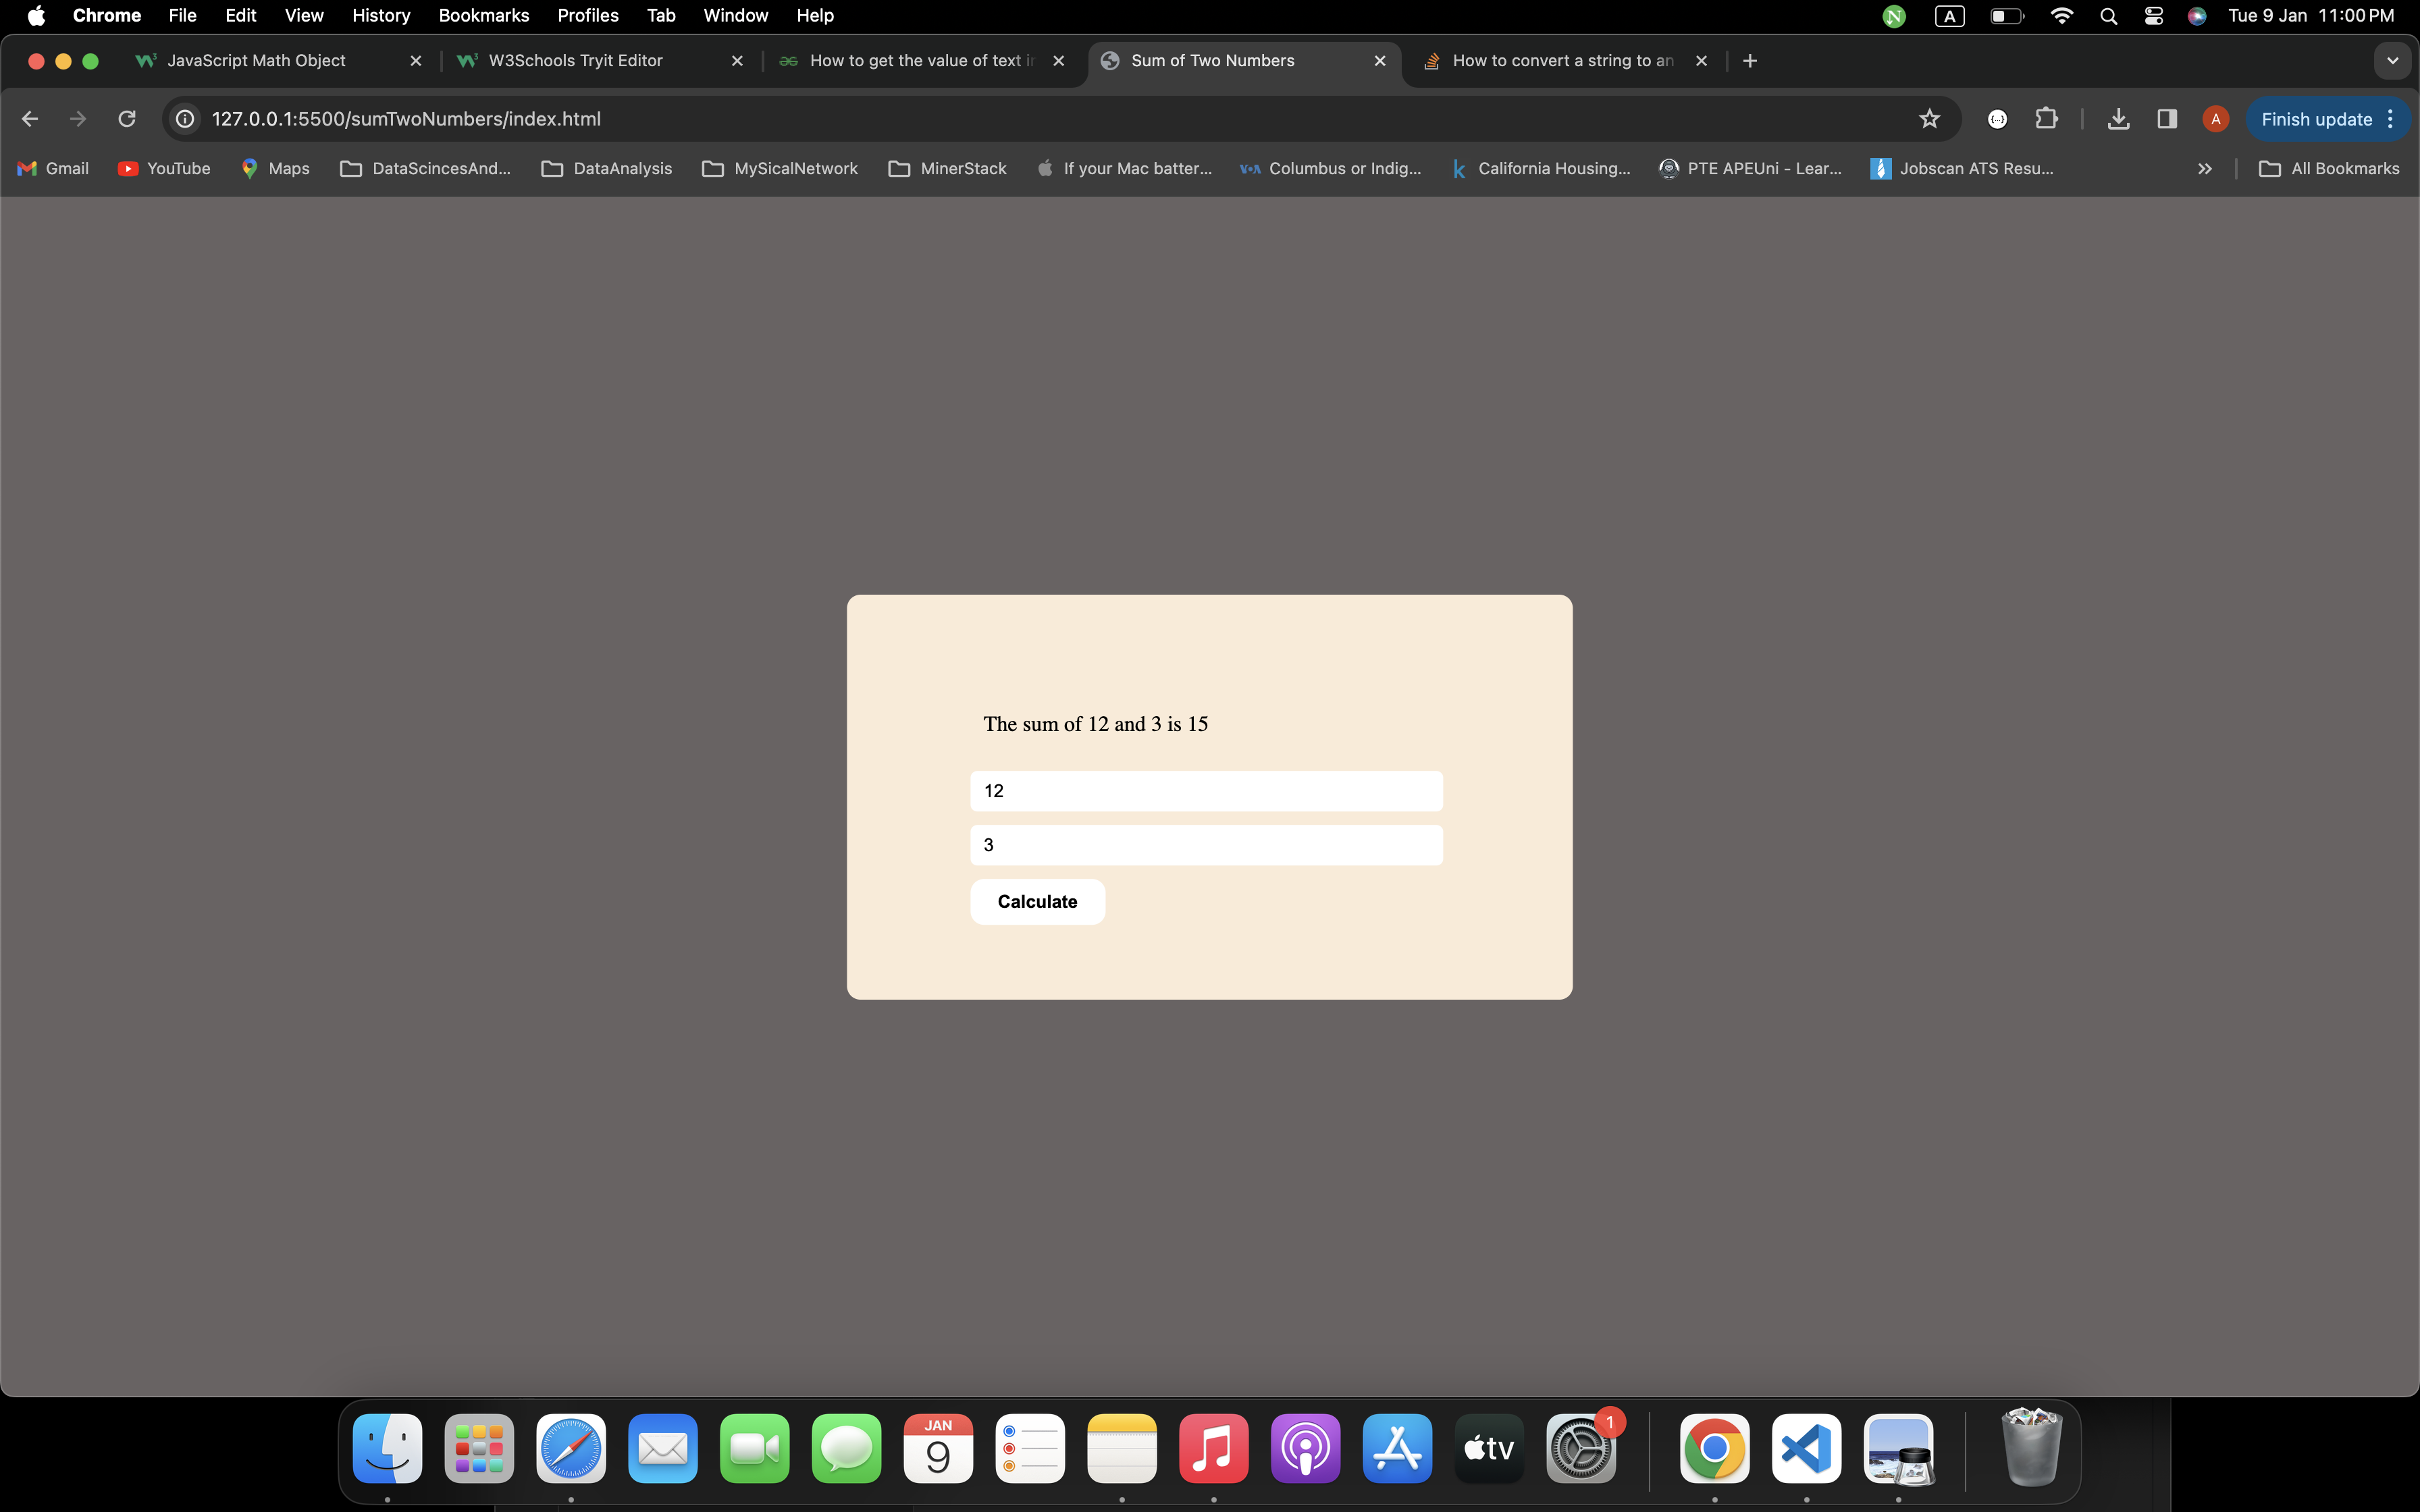 Chrome File Edit View History Bookmarks Profiles Tab Window Help N A Tue 9 Jan 11:00 PM
JavaScript Math Object W3Schools Tryit Editor How to get the value of text in Sum of Two Numbers How to convert a string to an
127.0.0.1:5500/sumTwoNumbers/index.html A Finish update
Gmail YouTube Maps DataScincesAnd... DataAnalysis MySicalNetwork MinerStack If your Mac batter... VOA Columbus or Indig... k California Housing... PTE APEUni - Lear... Jobscan ATS Resu... All Bookmarks
The sum of 12 and 3 is 15
12
3
Calculate
JAN
9
tv
1